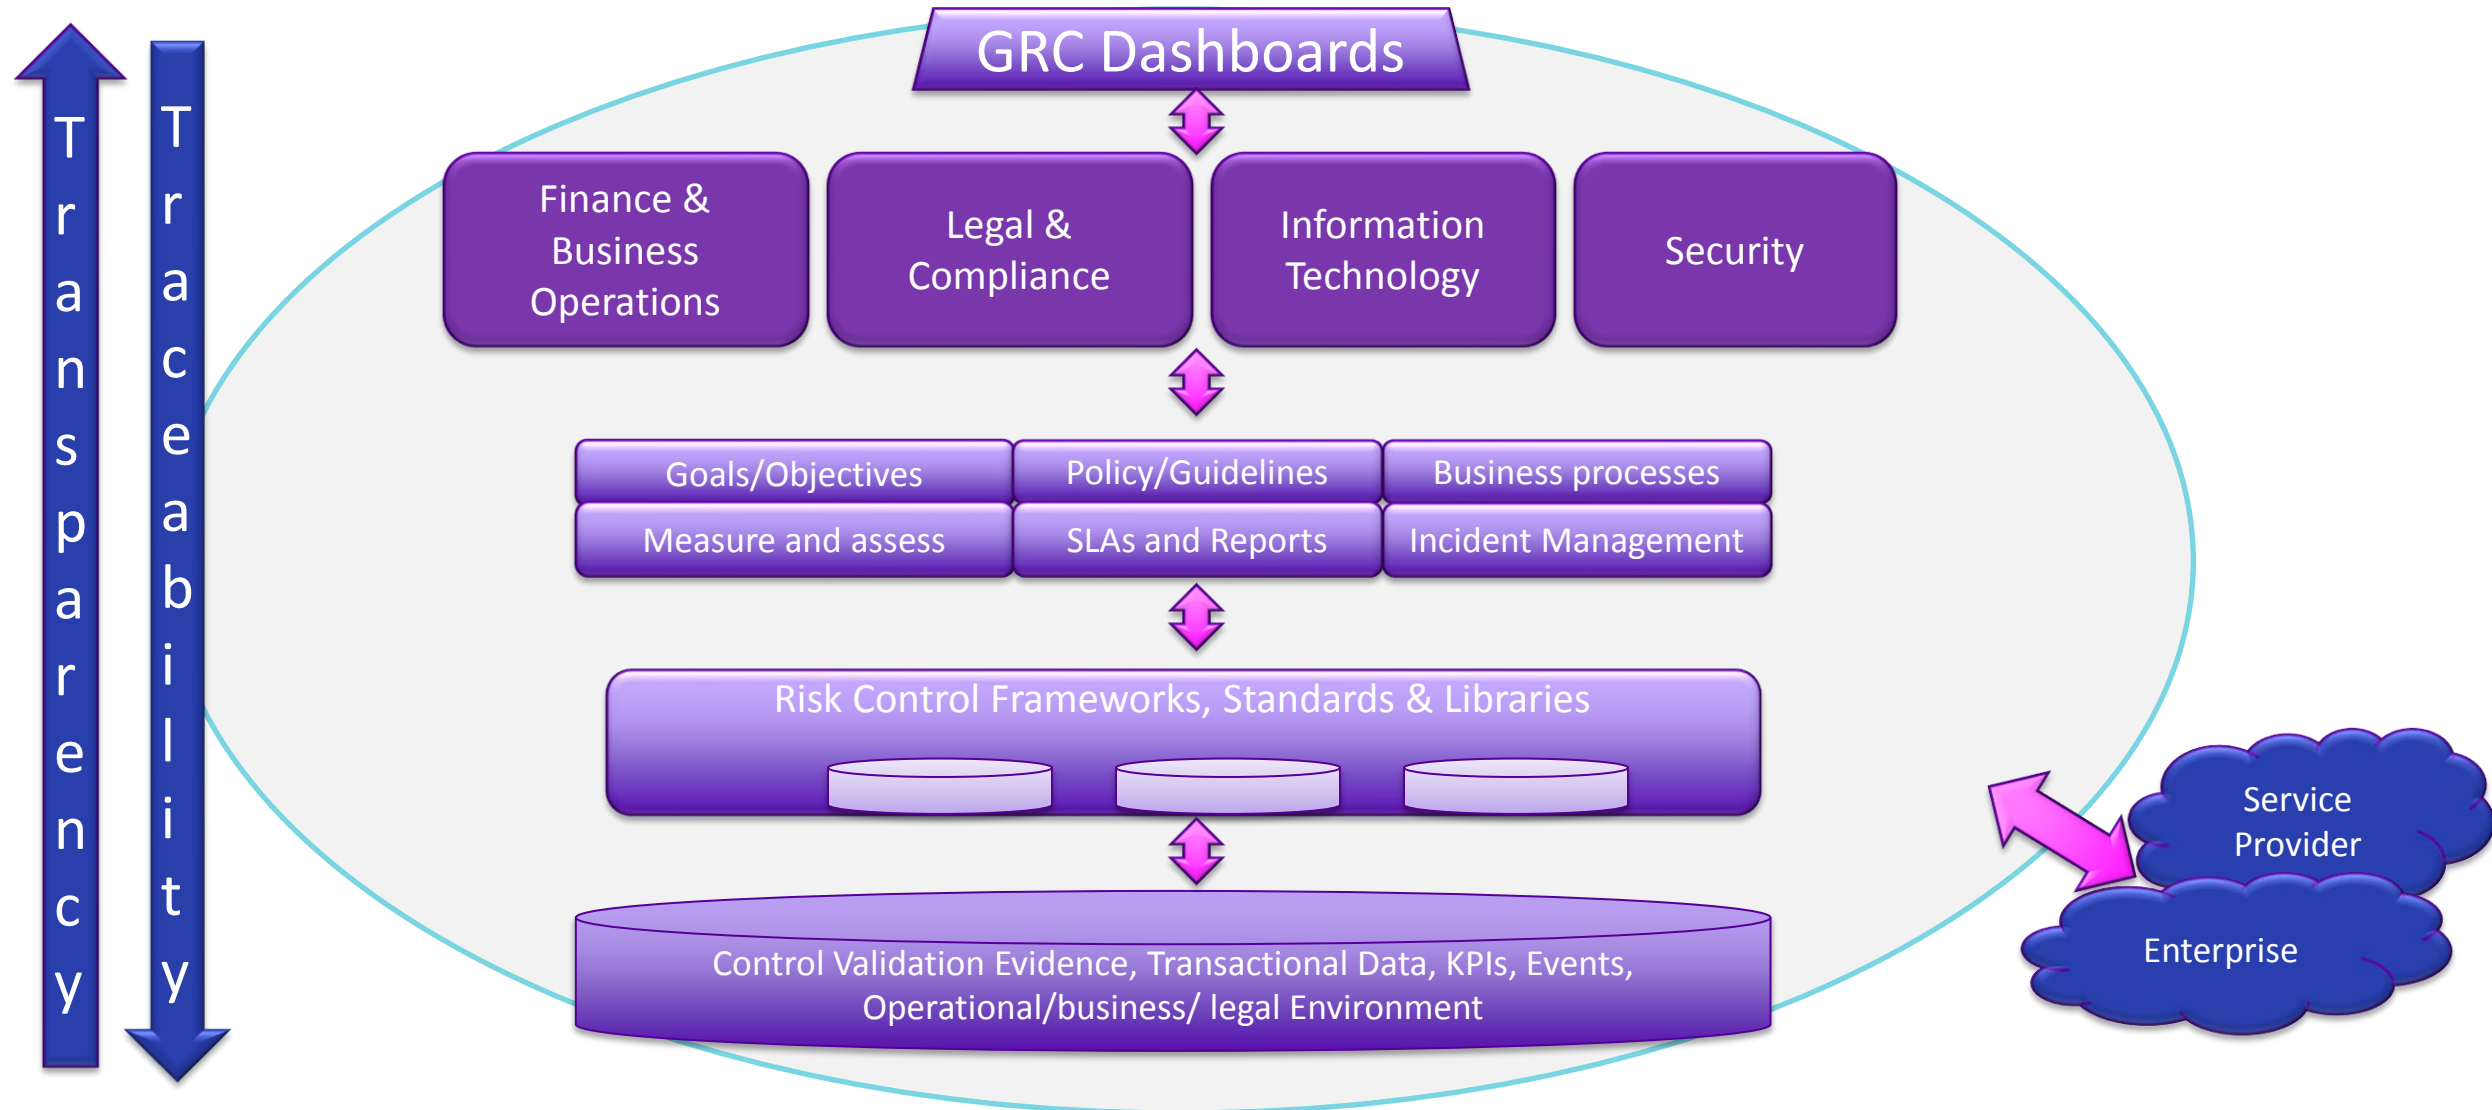 Transparency
Traceability
GRC Dashboards
Finance &
Business
Operations
Legal &
Compliance
Information
Technology
Security
Goals/Objectives
Policy/Guidelines
Business processes
Measure and assess
SLAs and Reports
Incident Management
Risk Control Frameworks, Standards & Libraries
Control Validation Evidence, Transactional Data, KPIs, Events,
Operational/business/ legal Environment
Service
Provider
Enterprise